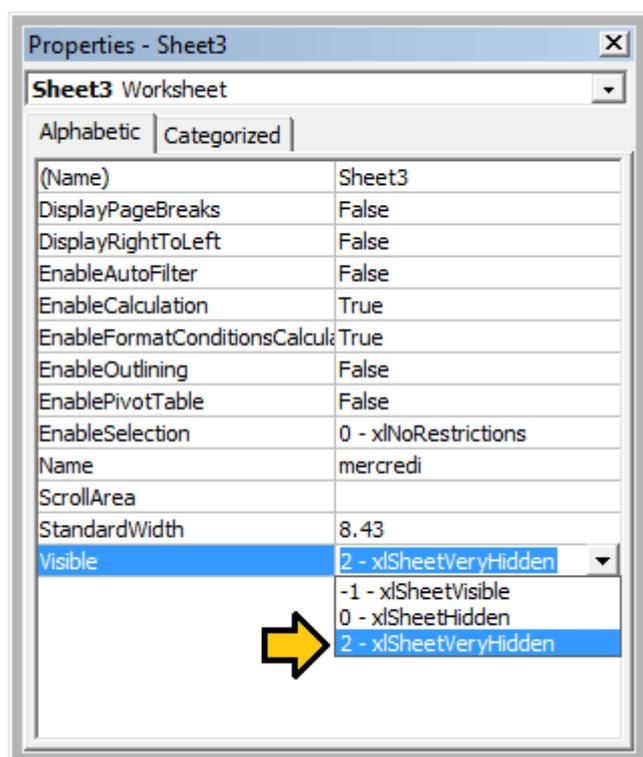 Properties - Sheet3
Sheet3 Worksheet
Alphabetic Categorized
(Name) Sheet3
DisplayPageBreaks False
DisplayRightToLeft False
EnableAutoFilter False
EnableCalculation True
EnableFormatConditionsCalcula True
EnableOutlining False
EnablePivotTable False
EnableSelection 0 - xlNoRestrictions
Name mercredi
ScrollArea
StandardWidth 8.43
Visible 2 - xlSheetVeryHidden
-1 - xlSheetVisible
0 - xlSheetHidden
2 - xlSheetVeryHidden